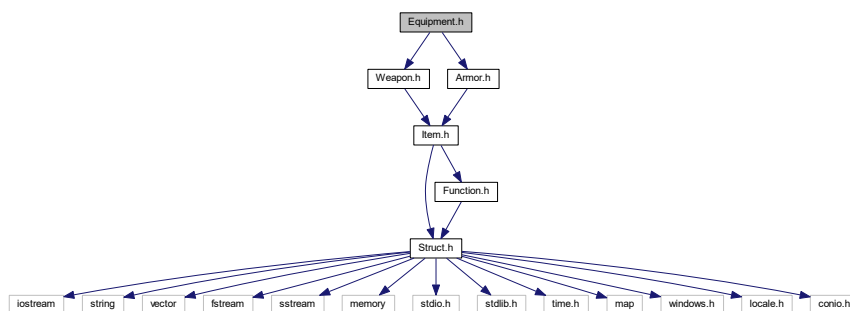 Equipment.h
Weapon.h Armor.h
Item.h
Function.h
Struct.h
iostream string vector fstream sstream memory stdio.h stdlib.h time.h map windows.h locale.h conio.h